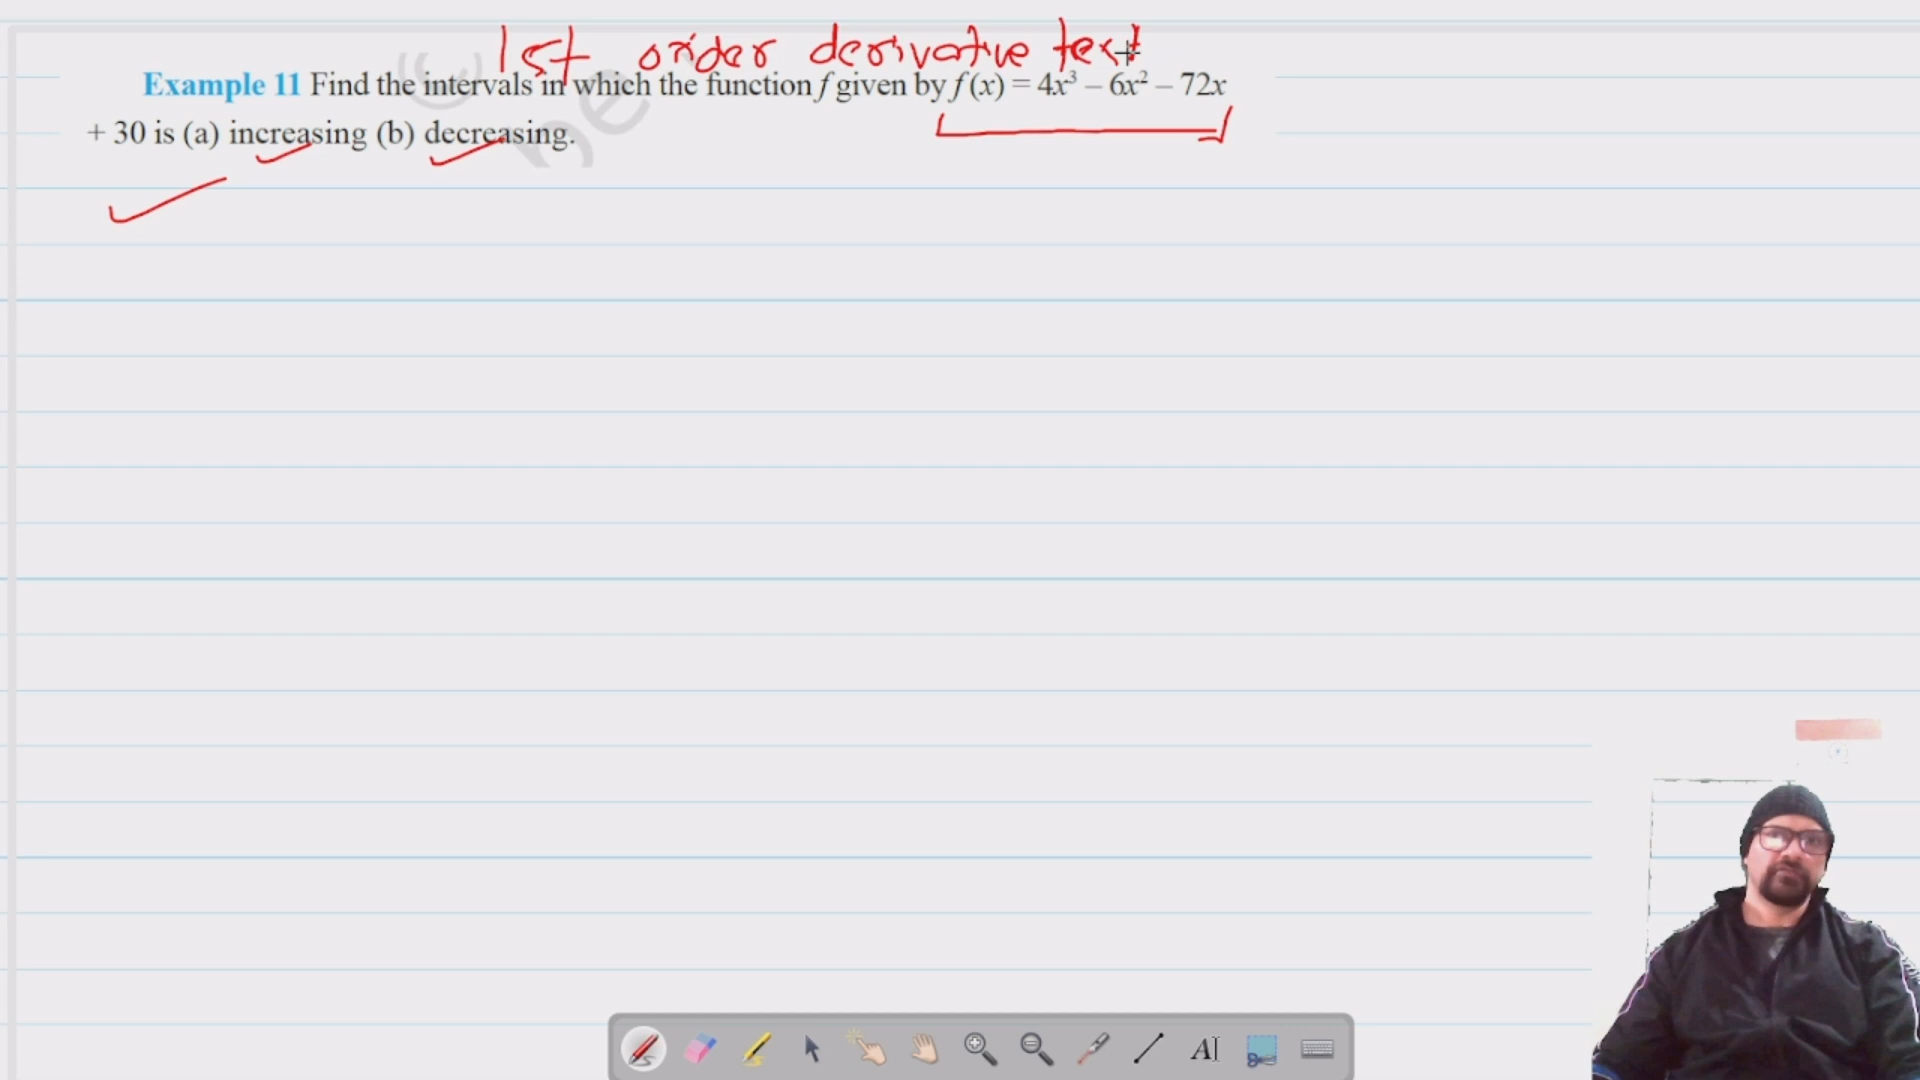 1st order derivative test
Example 11 Find the intervals in which the function f given by f (x) = 4x³ – 6x² – 72x
+ 30 is (a) increasing (b) decreasing.